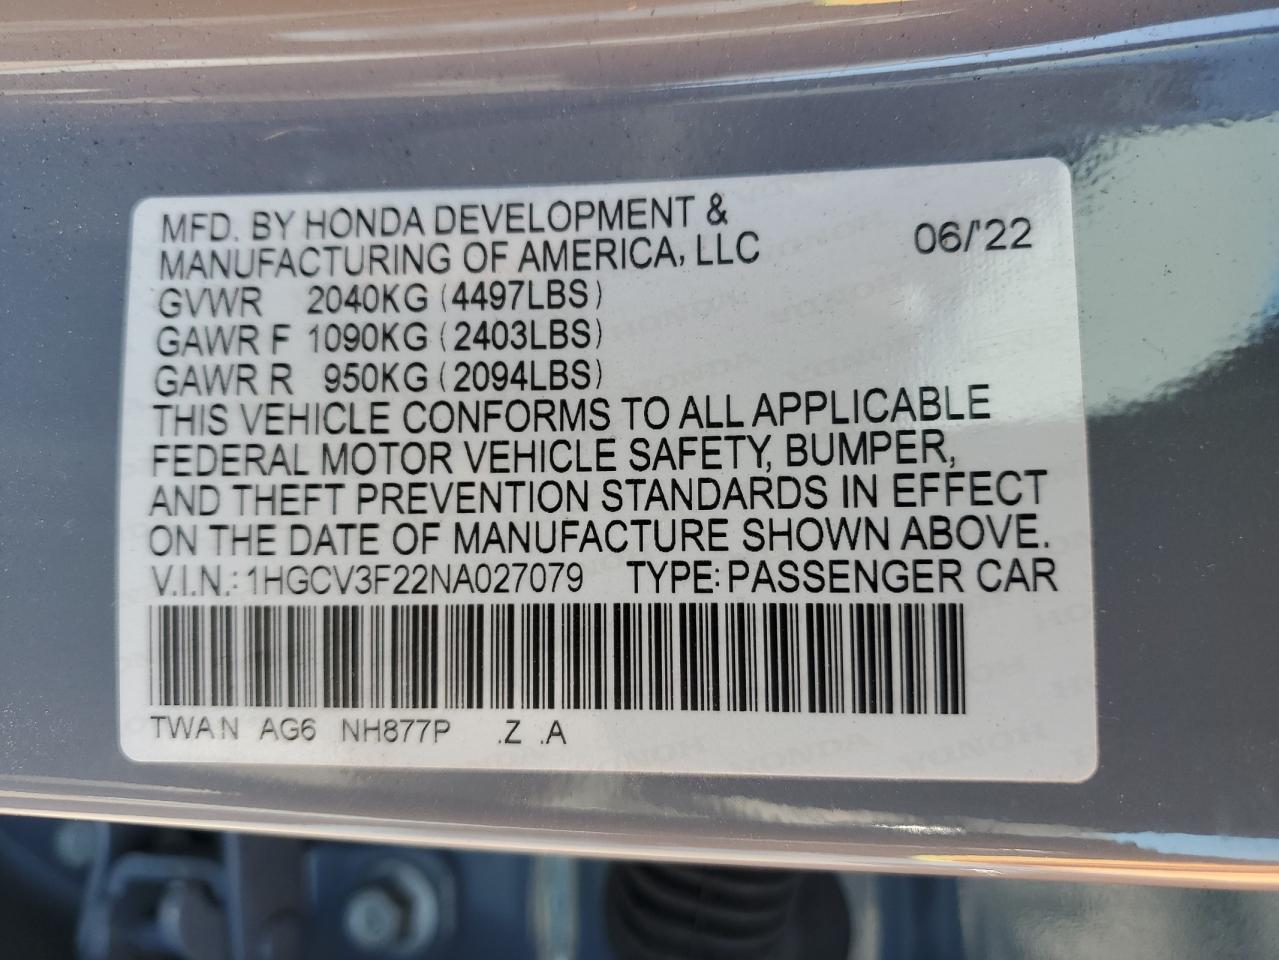 MFD. BY HONDA DEVELOPMENT &
MANUFACTURING OF AMERICA, LLC 06/'22
GVWR 2040KG (4497LBS)
GAWR F 1090KG (2403LBS)
GAWR R 950KG (2094LBS)
THIS VEHICLE CONFORMS TO ALL APPLICABLE
FEDERAL MOTOR VEHICLE SAFETY, BUMPER,
AND THEFT PREVENTION STANDARDS IN EFFECT
ON THE DATE OF MANUFACTURE SHOWN ABOVE.
V.I.N.: 1HGCV3F22NA027079 TYPE: PASSENGER CAR
TWAN AG6 NH877P .Z .A